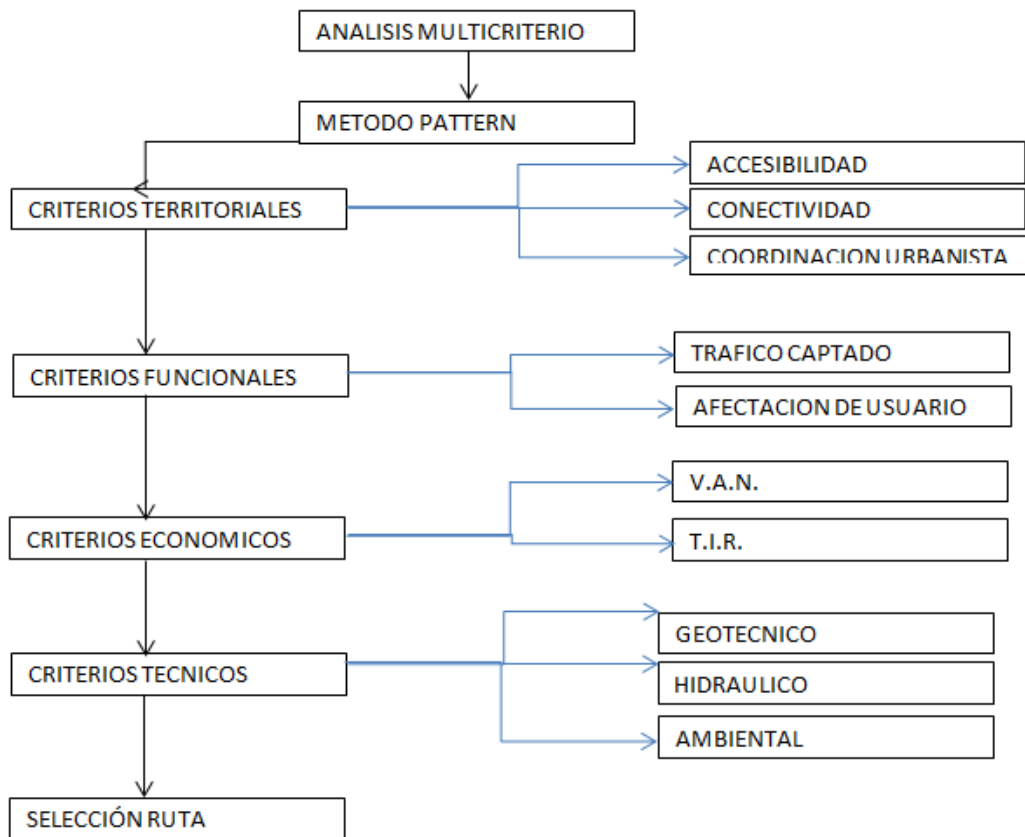 ANALISIS MULTICRITERIO
METODO PATTERN
CRITERIOS TERRITORIALES
ACCESIBILIDAD
CONECTIVIDAD
COORDINACION URBANISTA
CRITERIOS FUNCIONALES
TRAFICO CAPTADO
AFECTACION DE USUARIO
CRITERIOS ECONOMICOS
V.A.N.
T.I.R.
CRITERIOS TECNICOS
GEOTECNICO
HIDRAULICO
AMBIENTAL
SELECCIÓN RUTA